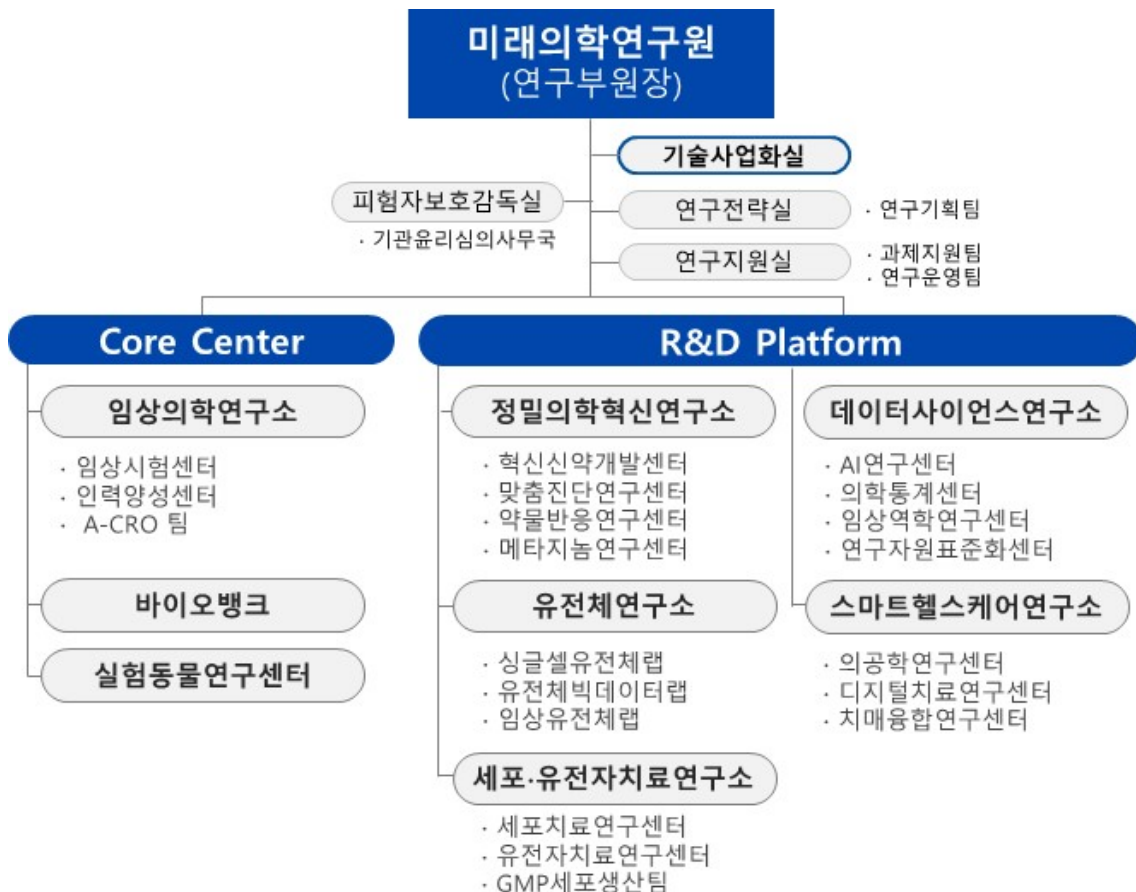 미래의학연구원
(연구부원장)
기술사업화실
피험자보호감독실
· 기관윤리심의사무국
연구전략실
· 연구기획팀
연구지원실
· 과제지원팀
· 연구운영팀
Core Center
임상의학연구소
· 임상시험센터
· 인력양성센터
· A-CRO 팀
바이오뱅크
실험동물연구센터
R&D Platform
정밀의학혁신연구소
· 혁신신약개발센터
· 맞춤진단연구센터
· 약물반응연구센터
· 메타지놈연구센터
유전체연구소
· 싱글셀유전체랩
· 유전체빅데이터랩
· 임상유전체랩
세포·유전자치료연구소
· 세포치료연구센터
· 유전자치료연구센터
· GMP세포생산팀
데이터사이언스연구소
· AI연구센터
· 의학통계센터
· 임상역학연구센터
· 연구자원표준화센터
스마트헬스케어연구소
· 의공학연구센터
· 디지털치료연구센터
· 치매융합연구센터